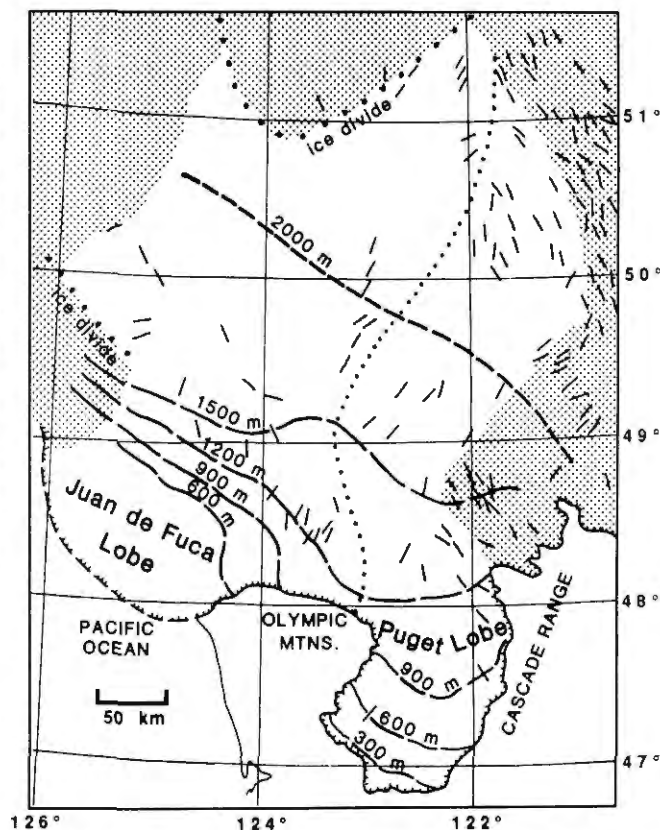 51°
ice divide
2000 m
50°
ice divide
1500 m
49°
1200 m
900 m
600 m
Juan de Fuca
Lobe
48°
PACIFIC
OCEAN
OLYMPIC
MTNS.
Puget Lobe
CASCADE RANGE
900 m
50 km
600 m
300 m
47°
126°
124°
122°